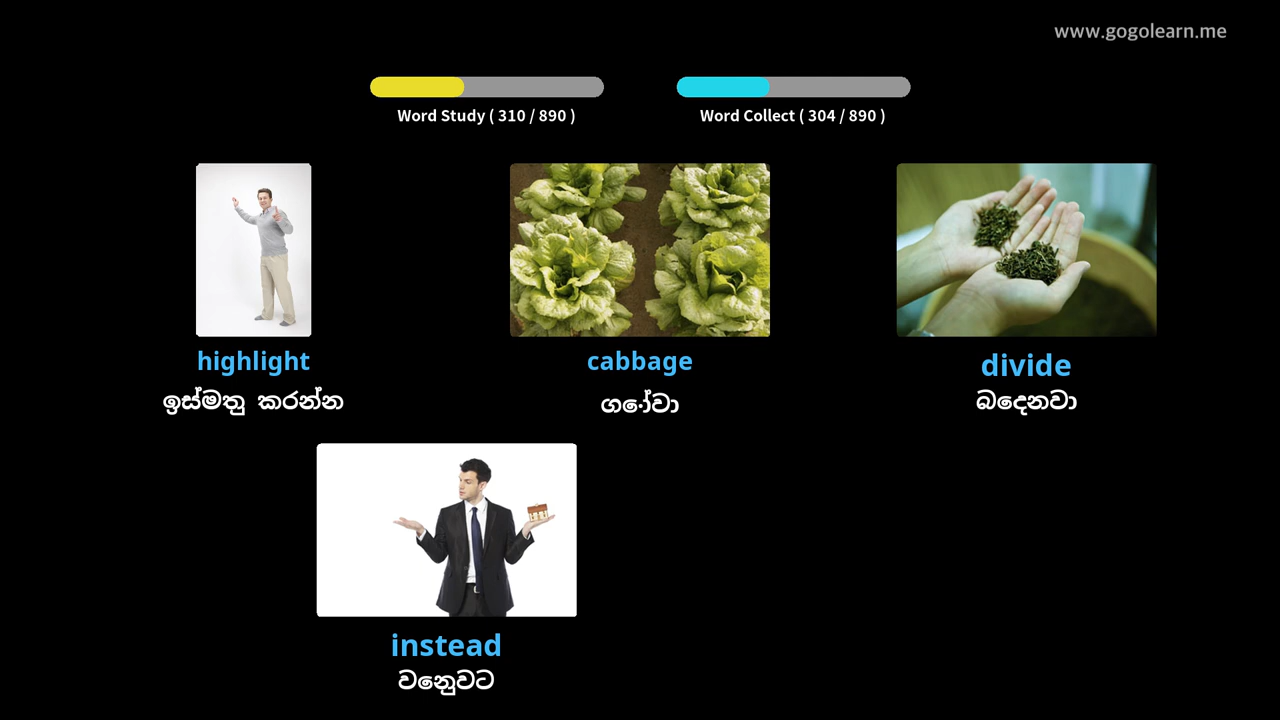 www.gogolearn.me
Word Study ( 310 / 890 )
Word Collect ( 304 / 890 )
highlight
ඉස්මතු කරන්න
cabbage
ගෝවා
divide
බෙදනවා
instead
වෙනුවට